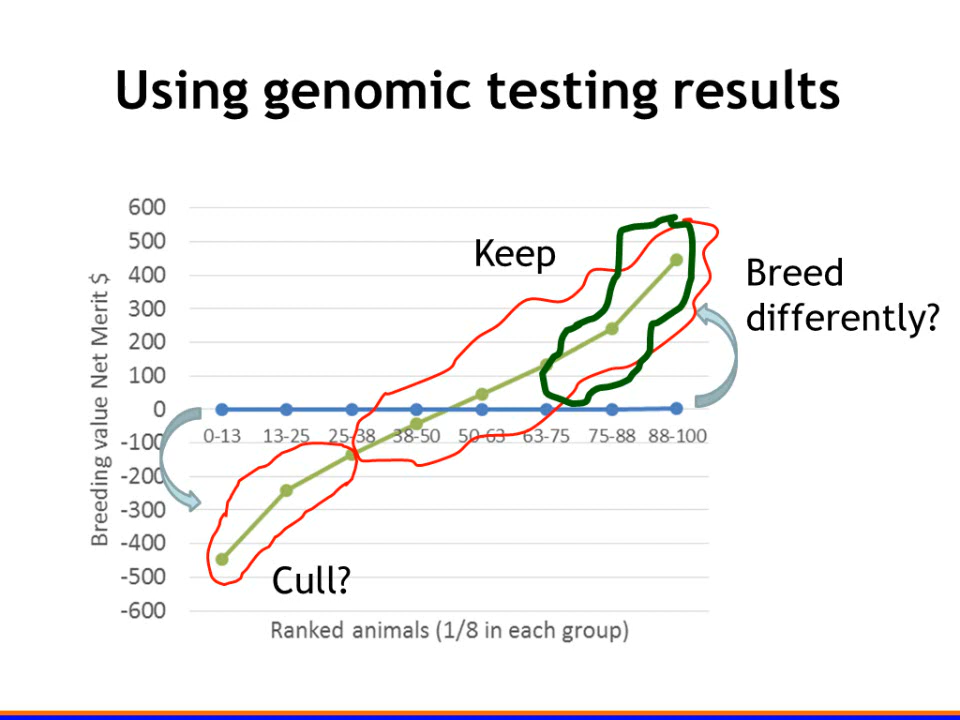 Using genomic testing results
600
500
400
300
200
100
0
-100
-200
-300
-400
-500
-600
Breeding value Net Merit $
Keep
Breed
differently?
0-13 13-25 25-38 38-50 50-63 63-75 75-88 88-100
Cull?
Ranked animals (1/8 in each group)